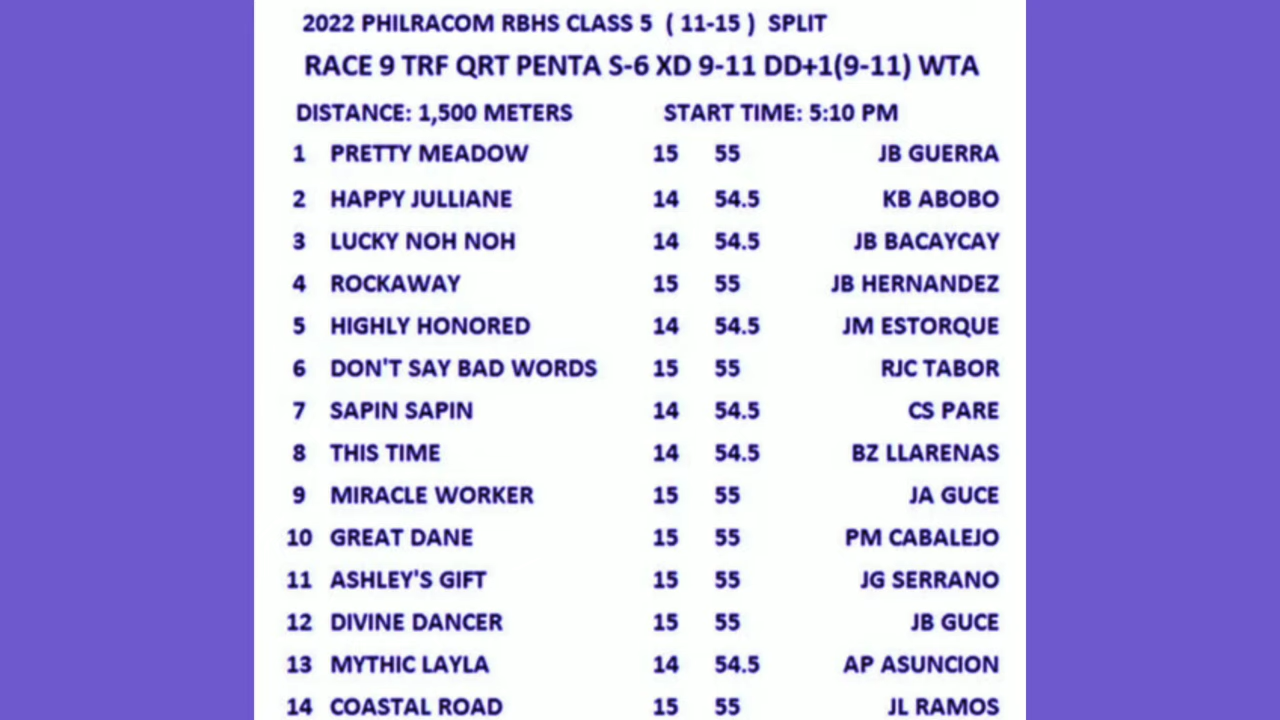 2022 PHILRACOM RBHS CLASS 5 ( 11-15 ) SPLIT
RACE 9 TRF QRT PENTA S-6 XD 9-11 DD+1(9-11) WTA
DISTANCE: 1,500 METERS START TIME: 5:10 PM
1 PRETTY MEADOW 15 55 JB GUERRA
2 HAPPY JULLIANE 14 54.5 KB ABOBO
3 LUCKY NOH NOH 14 54.5 JB BACAYCAY
4 ROCKAWAY 15 55 JB HERNANDEZ
5 HIGHLY HONORED 14 54.5 JM ESTORQUE
6 DON'T SAY BAD WORDS 15 55 RJC TABOR
7 SAPIN SAPIN 14 54.5 CS PARE
8 THIS TIME 14 54.5 BZ LLARENAS
9 MIRACLE WORKER 15 55 JA GUCE
10 GREAT DANE 15 55 PM CABALEJO
11 ASHLEY'S GIFT 15 55 JG SERRANO
12 DIVINE DANCER 15 55 JB GUCE
13 MYTHIC LAYLA 14 54.5 AP ASUNCION
14 COASTAL ROAD 15 55 JL RAMOS